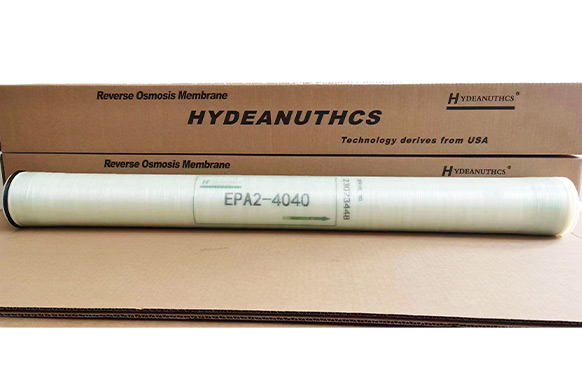 Reverse Osmosis Membrane
HYDEANUTHCS®
HYDEANUTHCS
Technology derives from USA
Reverse Osmosis Membrane
HYDEANUTHCS®
EPA2-4040